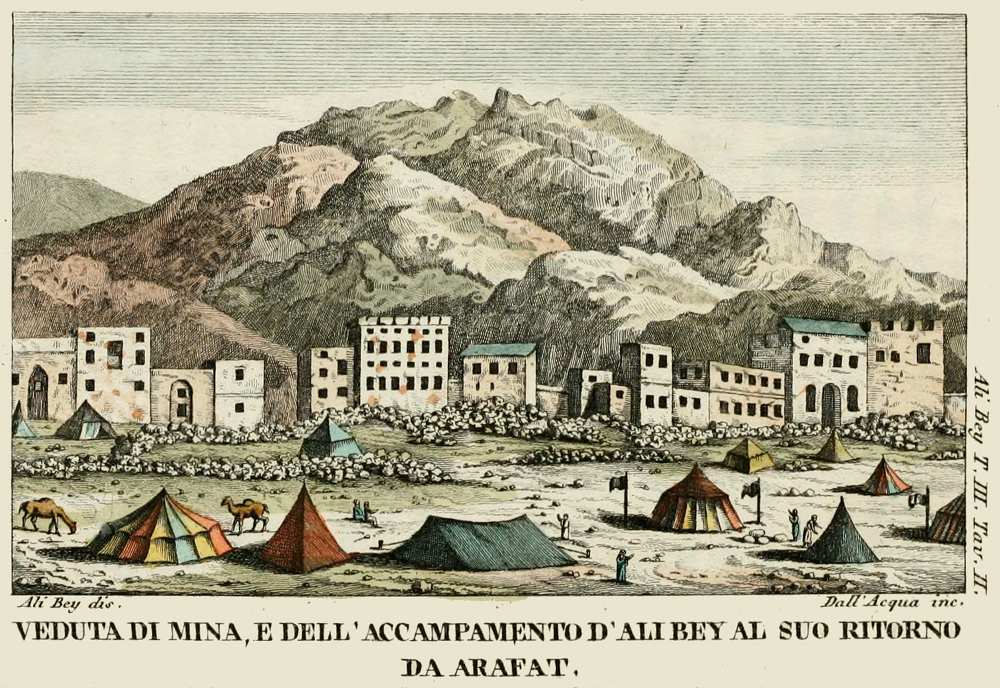 Ali Bey T. III. Tav. II.
Ali Bey dis.
Dall'Acqua inc.
VEDUTA DI MINA, E DELL'ACCAMPAMENTO D'ALI BEY AL SUO RITORNO
DA ARAFAT.